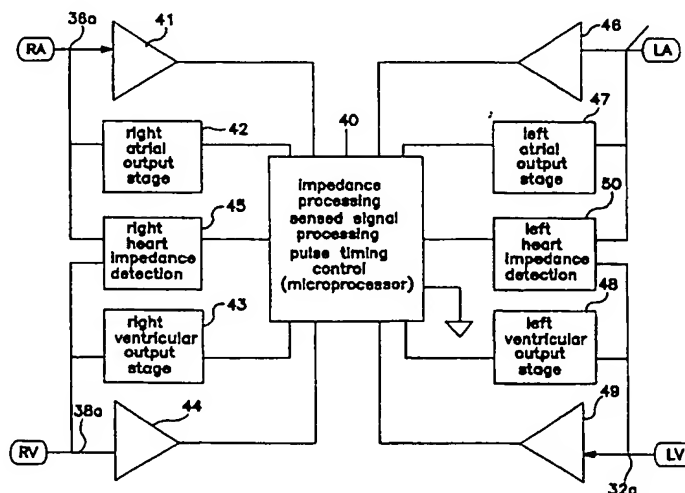 36a
41
RA
46
LA
47
right
atrial
output
stage
42
40
left
atrial
output
stage
50
impedance
processing
sensed signal
processing
pulse timing
control
(microprocessor)
45
right
heart
impedance
detection
left
heart
impedance
detection
48
43
right
ventricular
output
stage
left
ventricular
output
stage
49
44
38a
RV
LV
32a